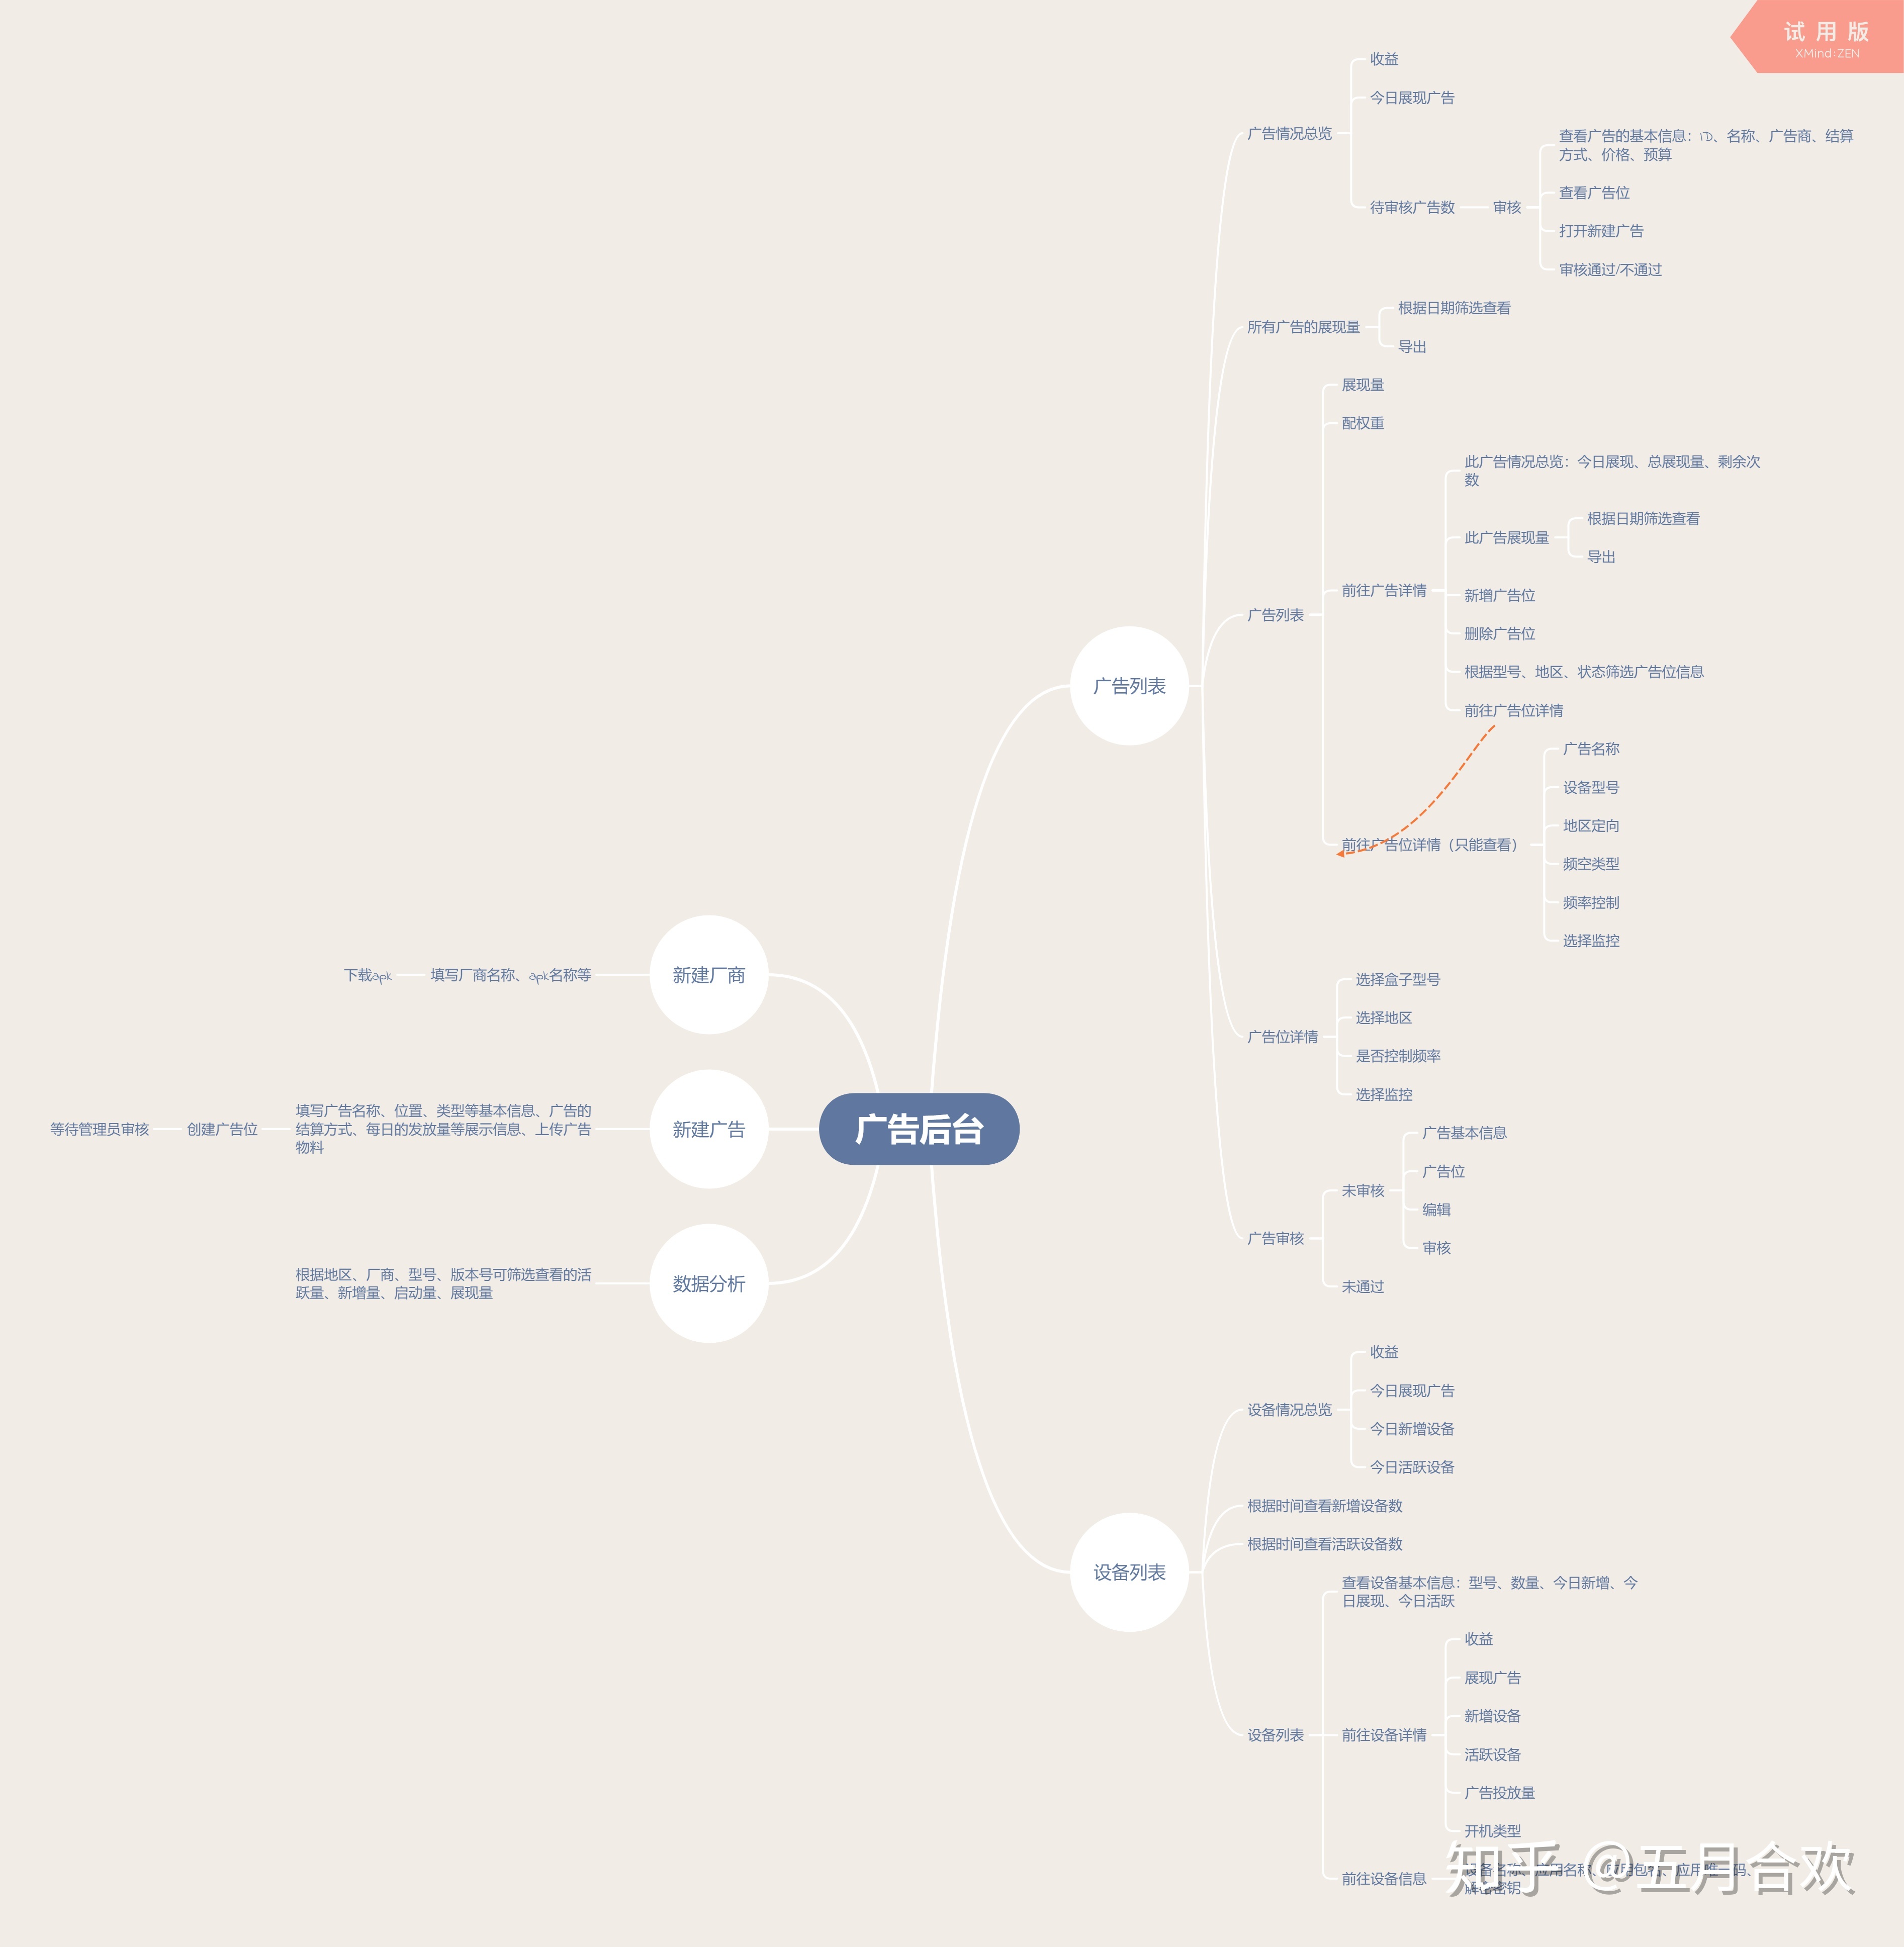 试用版
XMind:ZEN
广告后台
广告列表
广告情况总览
收益
今日展现广告
待审核广告数
审核
查看广告的基本信息：ID、名称、广告商、结算
方式、价格、预算
查看广告位
打开新建广告
审核通过/不通过
所有广告的展现量
根据日期筛选查看
导出
广告列表
展现量
配权重
前往广告详情
此广告情况总览：今日展现、总展现量、剩余次
数
此广告展现量
根据日期筛选查看
导出
新增广告位
删除广告位
根据型号、地区、状态筛选广告位信息
前往广告位详情
前往广告位详情（只能查看）
广告名称
设备型号
地区定向
频空类型
频率控制
选择监控
广告位详情
选择盒子型号
选择地区
是否控制频率
选择监控
广告审核
未审核
广告基本信息
广告位
编辑
审核
未通过
设备列表
设备情况总览
收益
今日展现广告
今日新增设备
今日活跃设备
根据时间查看新增设备数
根据时间查看活跃设备数
设备列表
查看设备基本信息：型号、数量、今日新增、今
日展现、今日活跃
前往设备详情
收益
展现广告
新增设备
活跃设备
广告投放量
开机类型
前往设备信息
设备名称、应用名称、应用包名、应用唯一码、
解密密钥
新建厂商
填写厂商名称、apk名称等
下载apk
新建广告
填写广告名称、位置、类型等基本信息、广告的
结算方式、每日的发放量等展示信息、上传广告
物料
创建广告位
等待管理员审核
数据分析
根据地区、厂商、型号、版本号可筛选查看的活
跃量、新增量、启动量、展现量
知乎 @五月合欢